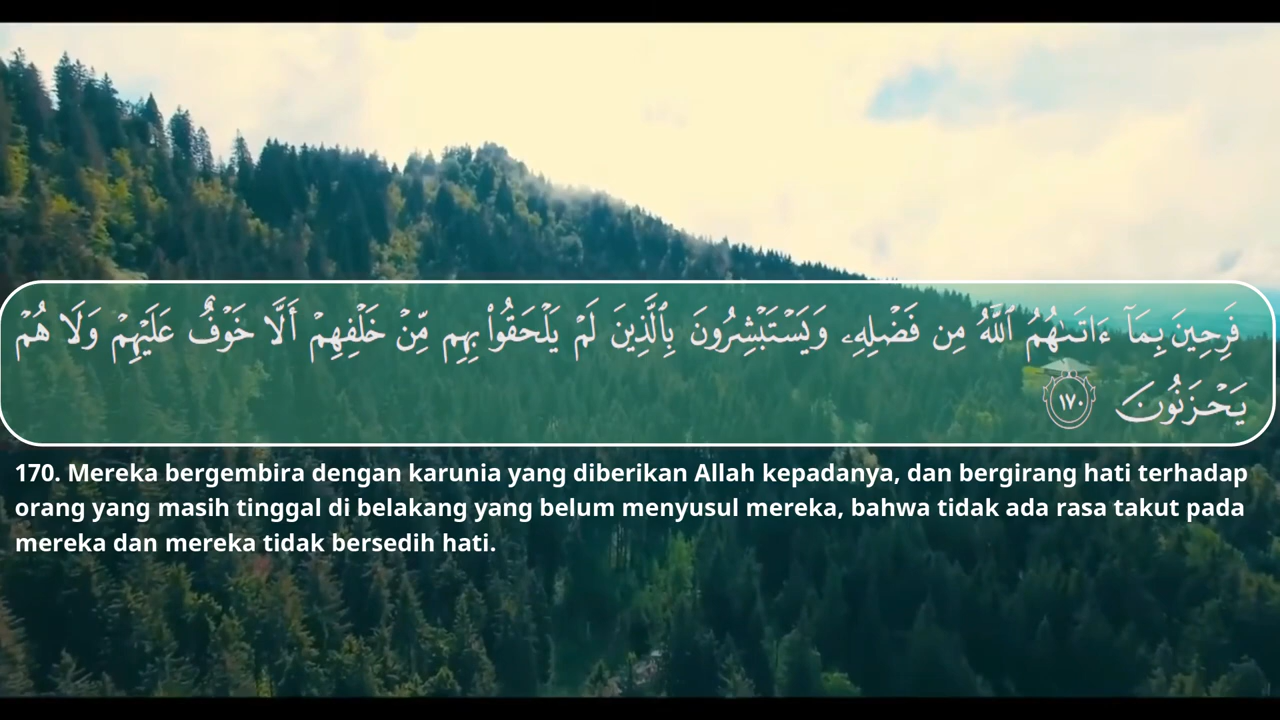 فَرِحِينَ بِمَآ ءَاتَىٰهُمُ ٱللَّهُ مِن فَضْلِهِۦ وَيَسْتَبْشِرُونَ بِٱلَّذِينَ لَمْ يَلْحَقُوا۟ بِهِم مِّنْ خَلْفِهِمْ أَلَّا خَوْفٌ عَلَيْهِمْ وَلَا هُمْ
يَحْزَنُونَ ١٧٠
170. Mereka bergembira dengan karunia yang diberikan Allah kepadanya, dan bergirang hati terhadap
orang yang masih tinggal di belakang yang belum menyusul mereka, bahwa tidak ada rasa takut pada
mereka dan mereka tidak bersedih hati.